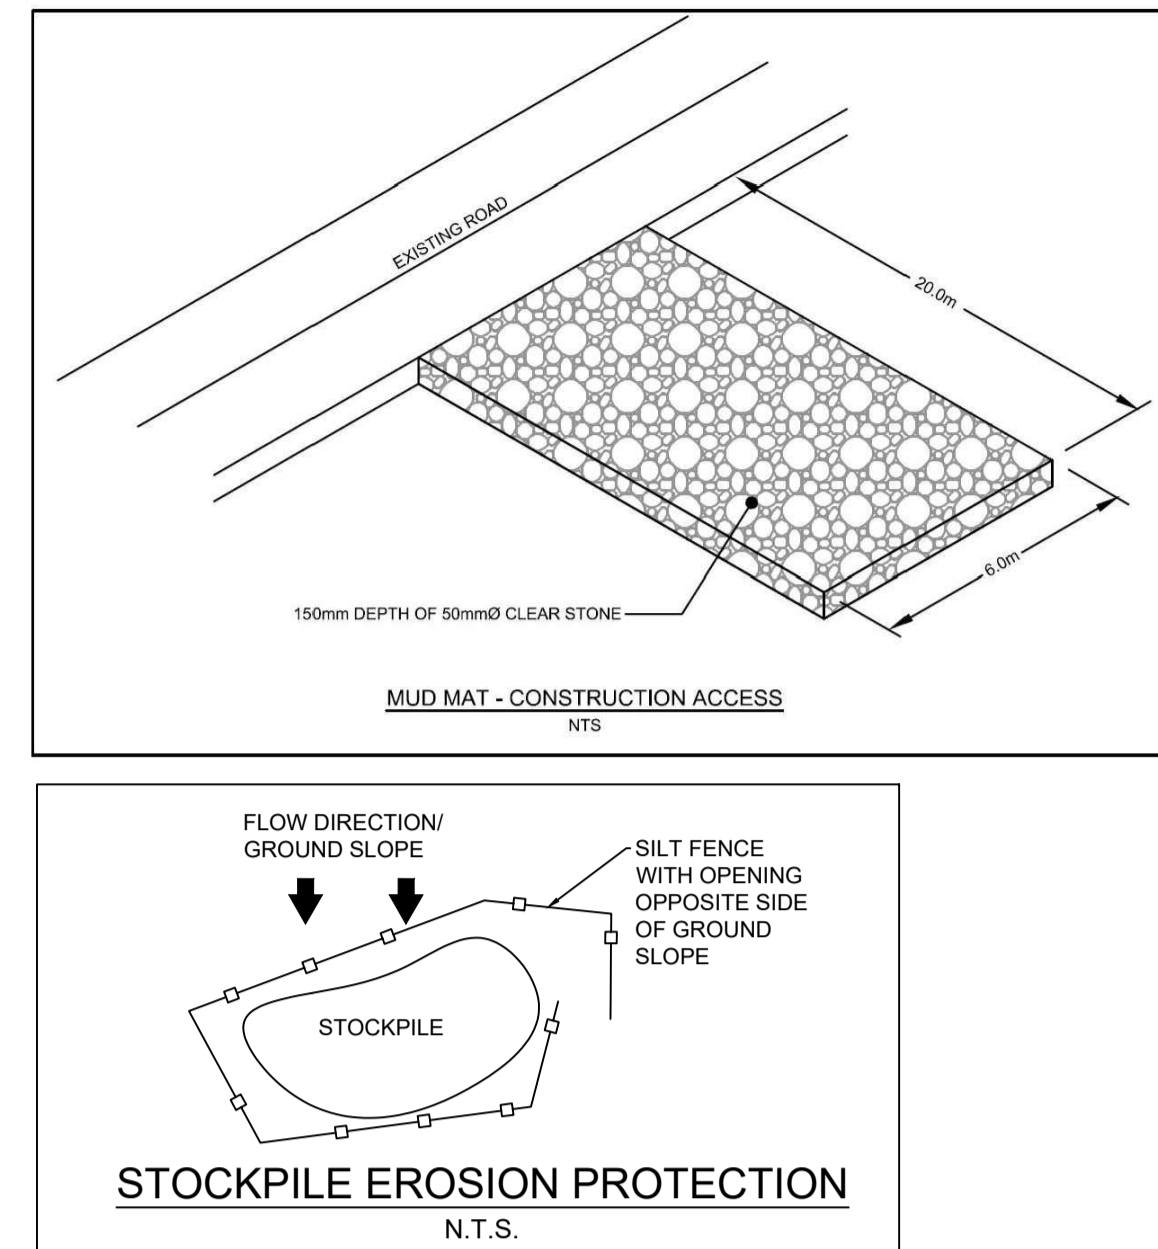 EXISTING ROAD
20.0m
6.0m
150mm DEPTH OF 50mmØ CLEAR STONE
MUD MAT - CONSTRUCTION ACCESS
NTS
FLOW DIRECTION/
GROUND SLOPE
SILT FENCE
WITH OPENING
OPPOSITE SIDE
OF GROUND
SLOPE
STOCKPILE
STOCKPILE EROSION PROTECTION
N.T.S.